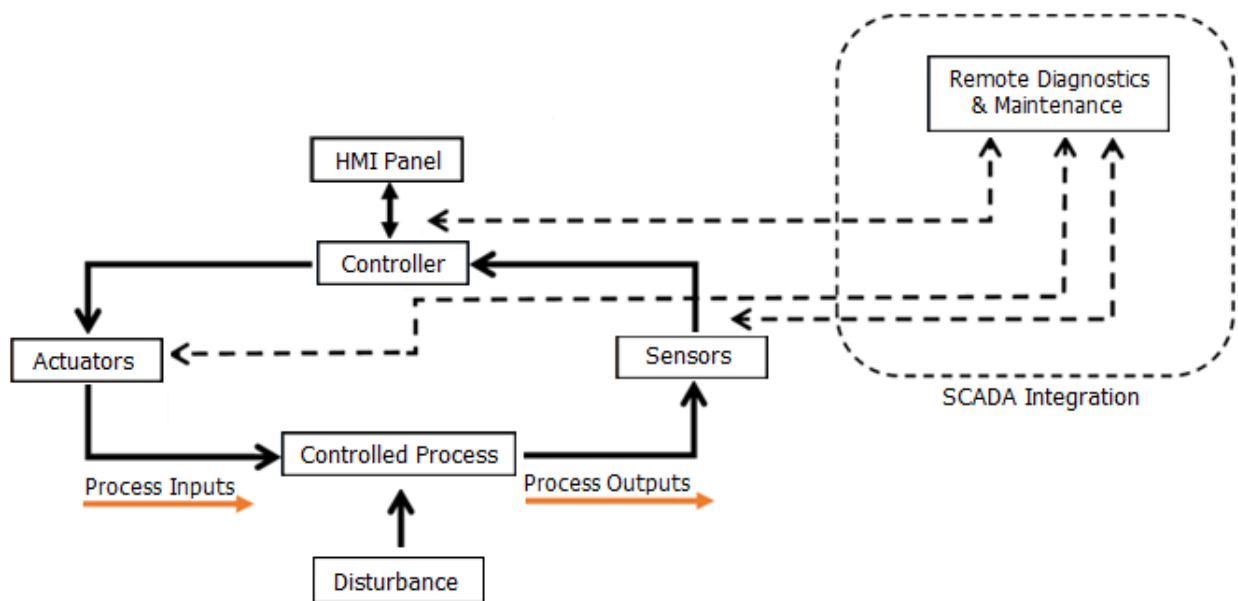 Remote Diagnostics
& Maintenance
HMI Panel
Controller
Actuators
Sensors
SCADA Integration
Controlled Process
Process Inputs
Process Outputs
Disturbance